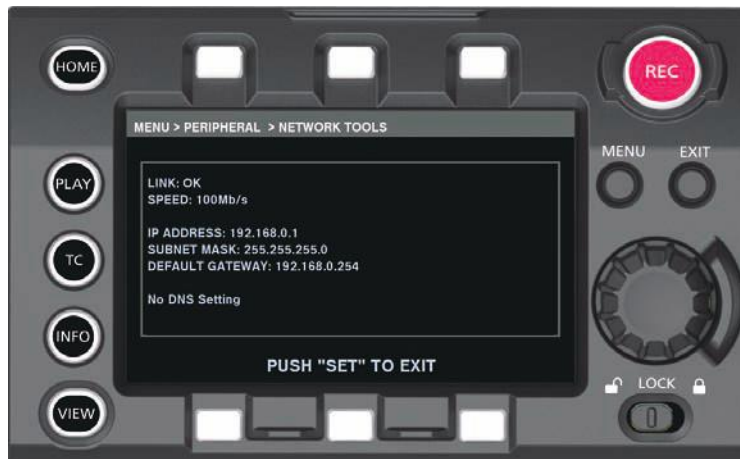 HOME
REC
MENU > PERIPHERAL > NETWORK TOOLS
MENU EXIT
PLAY
LINK: OK
SPEED: 100Mb/s
IP ADDRESS: 192.168.0.1
SUBNET MASK: 255.255.255.0
DEFAULT GATEWAY: 192.168.0.254
TC
No DNS Setting
INFO
PUSH "SET" TO EXIT
LOCK
VIEW